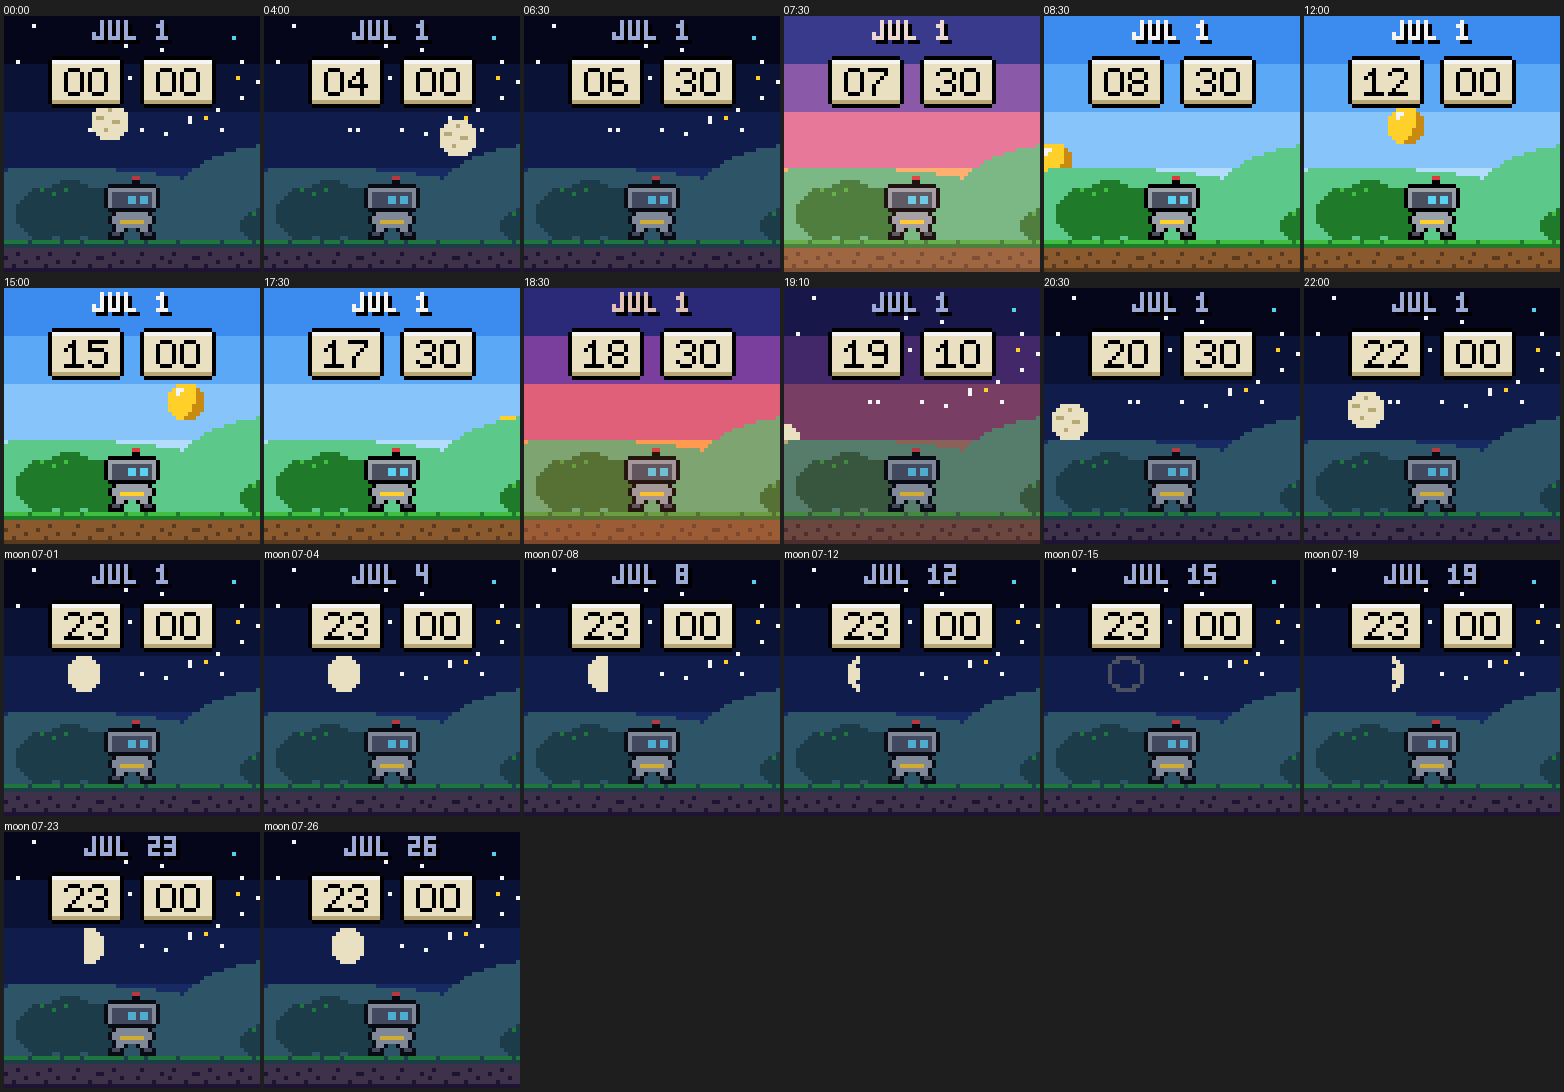 00:00
04:00
06:30
07:30
08:30
12:00
JUL 1
JUL 1
JUL 1
JUL 1
JUL 1
JUL 1
00 00
04 00
06 30
07 30
08 30
12 00
15:00
17:30
18:30
19:10
20:30
22:00
JUL 1
JUL 1
JUL 1
JUL 1
JUL 1
JUL 1
15 00
17 30
18 30
19 10
20 30
22 00
moon 07-01
moon 07-04
moon 07-08
moon 07-12
moon 07-15
moon 07-19
JUL 1
JUL 4
JUL 8
JUL 12
JUL 15
JUL 19
23 00
23 00
23 00
23 00
23 00
23 00
moon 07-23
moon 07-26
JUL 23
JUL 26
23 00
23 00